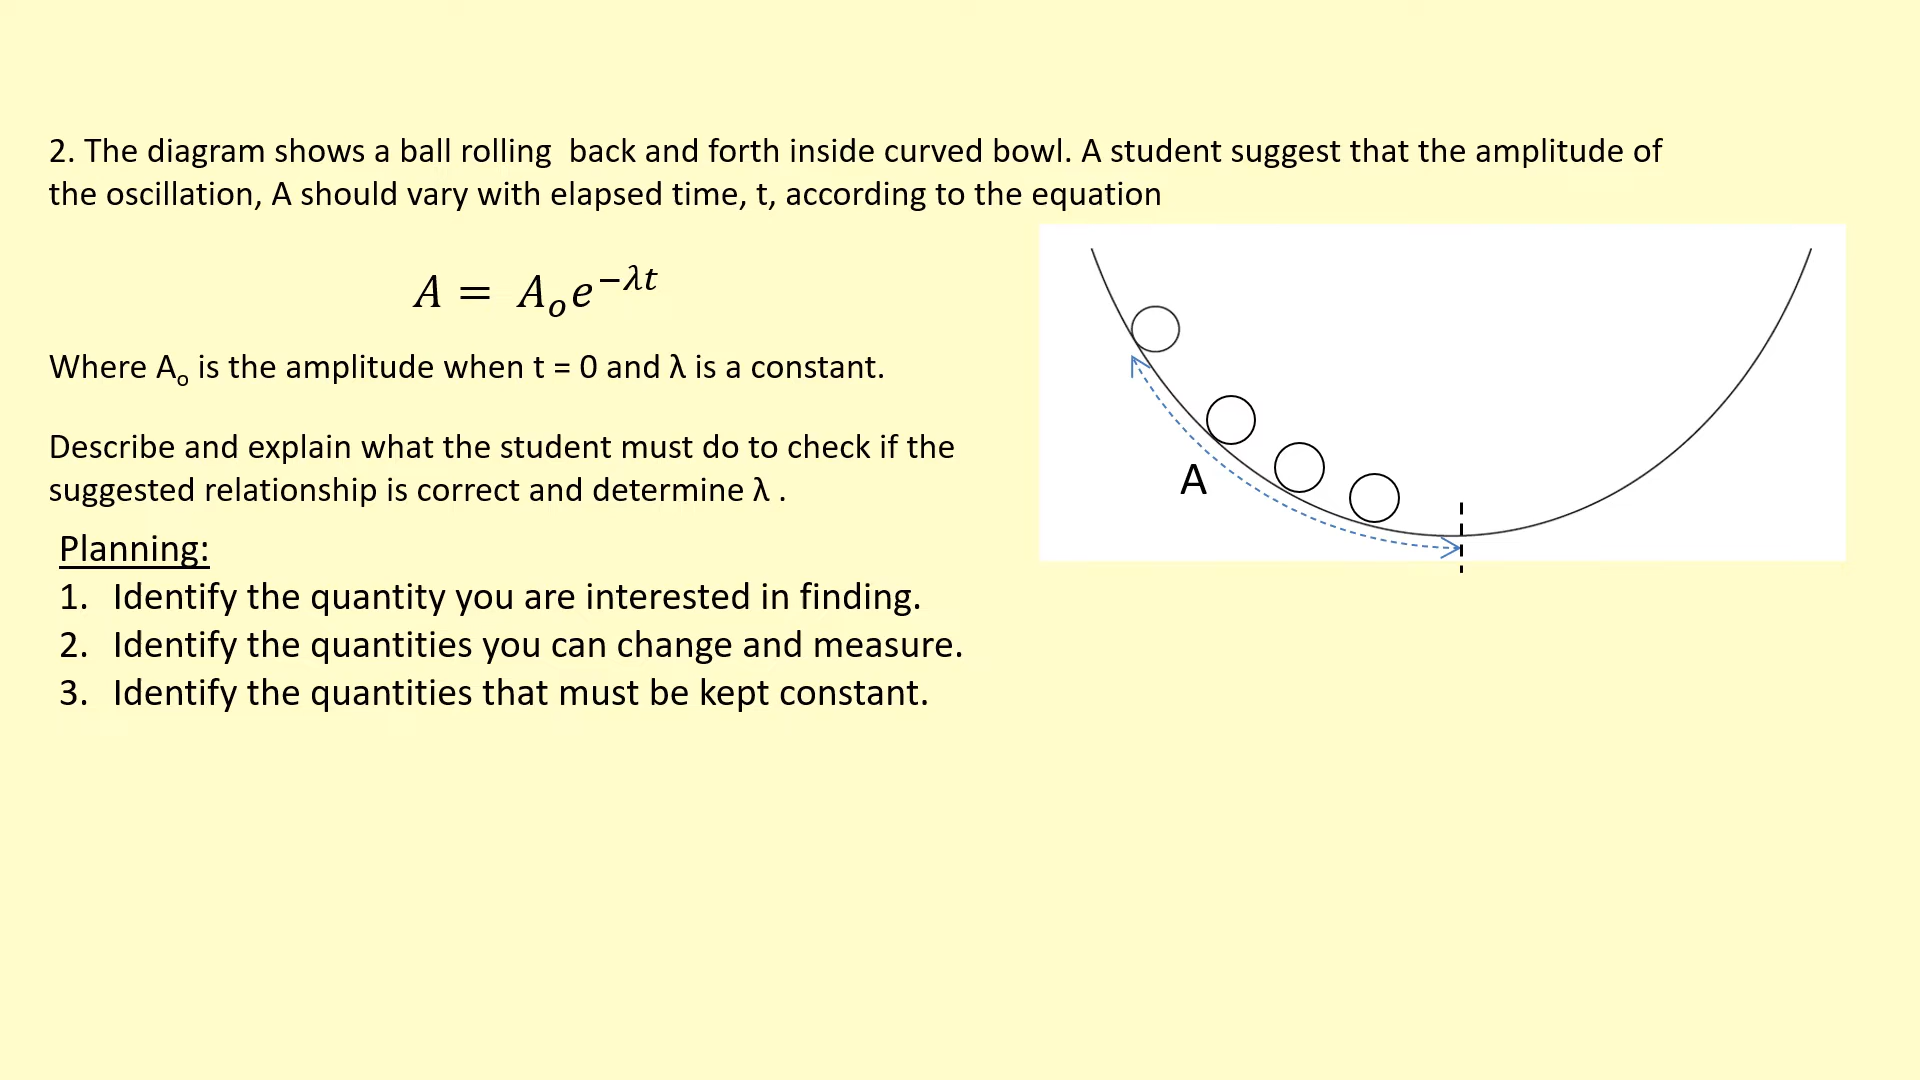 2. The diagram shows a ball rolling  back and forth inside curved bowl. A student suggest that the amplitude of
the oscillation, A should vary with elapsed time, t, according to the equation
A = A₀e^{−λt}
Where A₀ is the amplitude when t = 0 and λ is a constant.
Describe and explain what the student must do to check if the
suggested relationship is correct and determine λ .
A
Planning:
1. Identify the quantity you are interested in finding.
2. Identify the quantities you can change and measure.
3. Identify the quantities that must be kept constant.